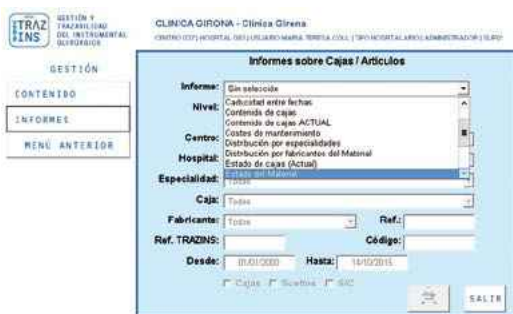 TRAZ
INS
GESTIÓN Y
TRAZABILIDAD
DEL INSTRUMENTAL
QUIRÚRGICO
CLINICA GIRONA - Clínica Girona
GESTIÓN
CONTENIDO
INFORMES
MENÚ ANTERIOR
Informes sobre Cajas / Artículos
Informe: Sin selección
Nivel:
Caducidad entre fechas
Contenido de cajas
Contenido de cajas ACTUAL
Costes de mantenimiento
Distribución por especialidades
Distribución por fabricantes del Material
Estado de cajas (Actual)
Estado del Material
Centro:
Hospital:
Especialidad: Todas
Caja: Todas
Fabricante: Todos Ref.:
Ref. TRAZINS: Código:
Desde: 01/01/2000 Hasta: 14/10/2015
Cajas Sueltos S/C
SALIR